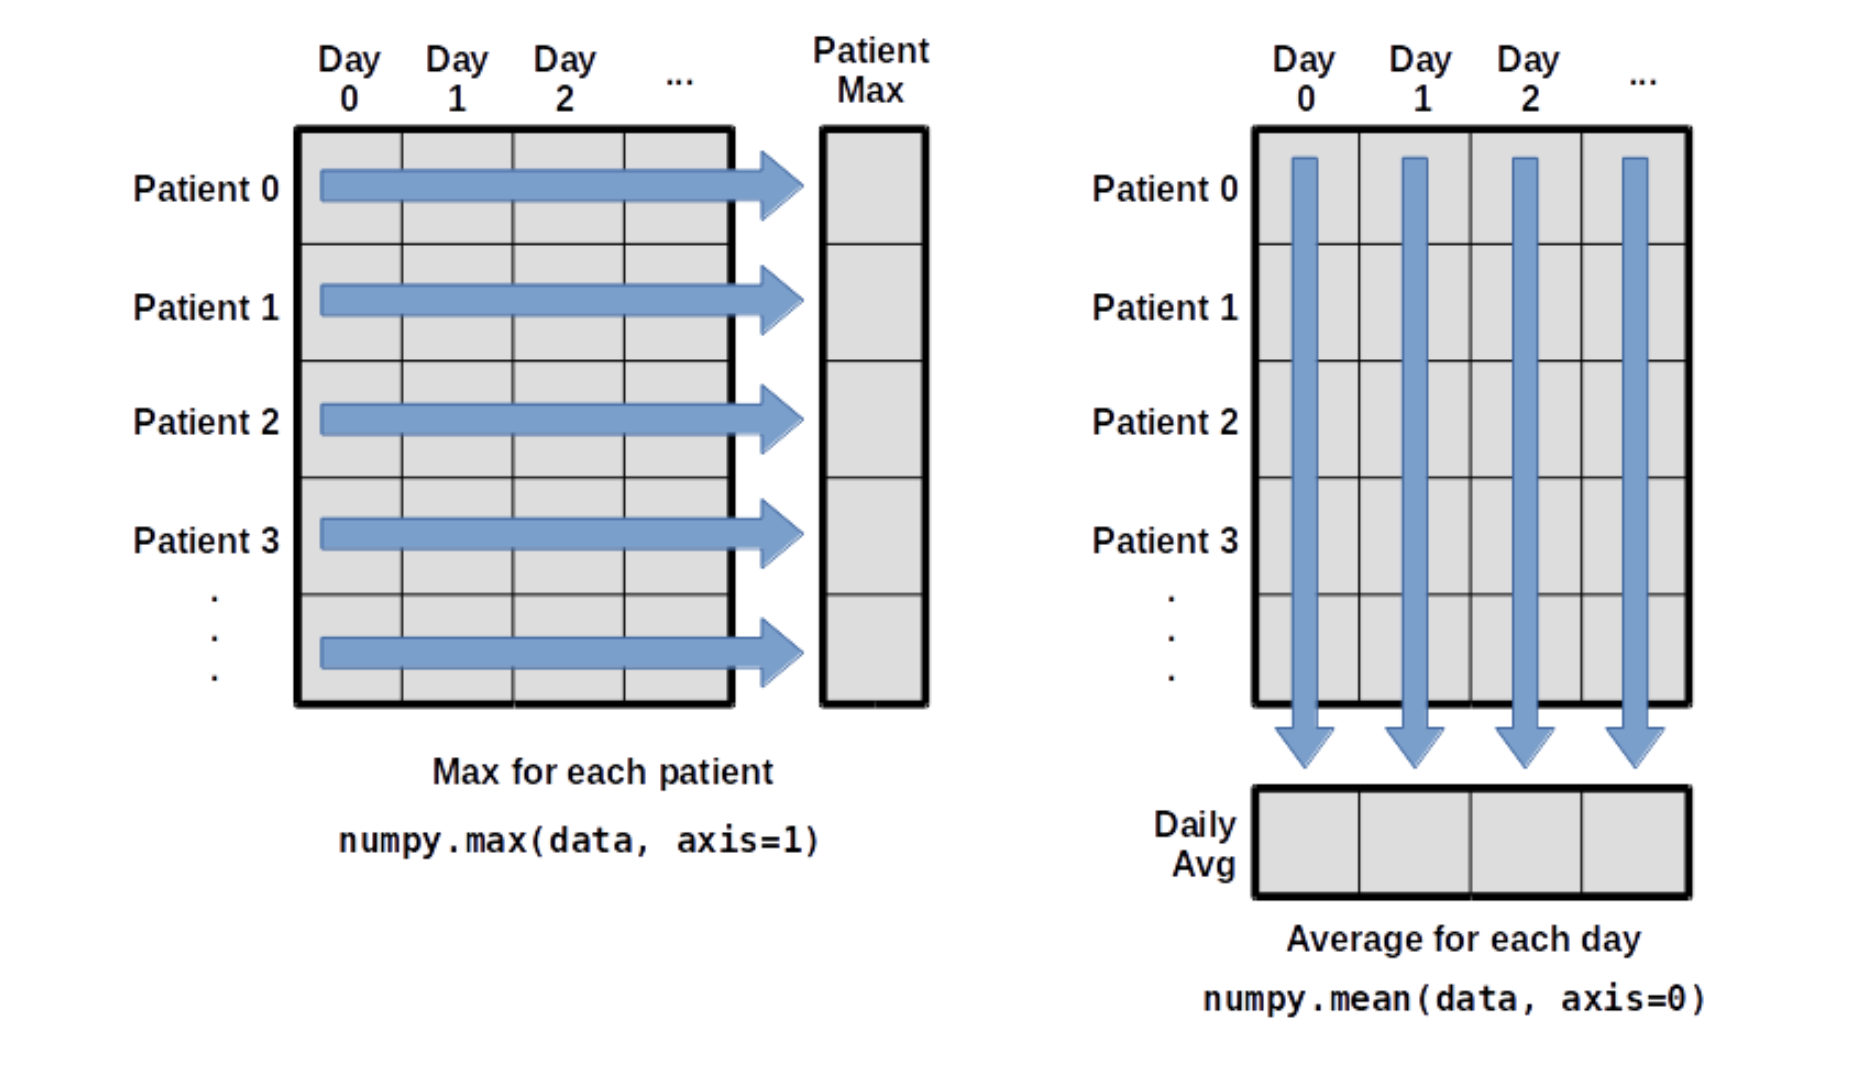 Day Day Day ... Patient
0 1 2 Max
Patient 0
Patient 1
Patient 2
Patient 3
.
.
.
Max for each patient
numpy.max(data, axis=1)
Day Day Day ...
0 1 2
Patient 0
Patient 1
Patient 2
Patient 3
.
.
.
Daily
Avg
Average for each day
numpy.mean(data, axis=0)